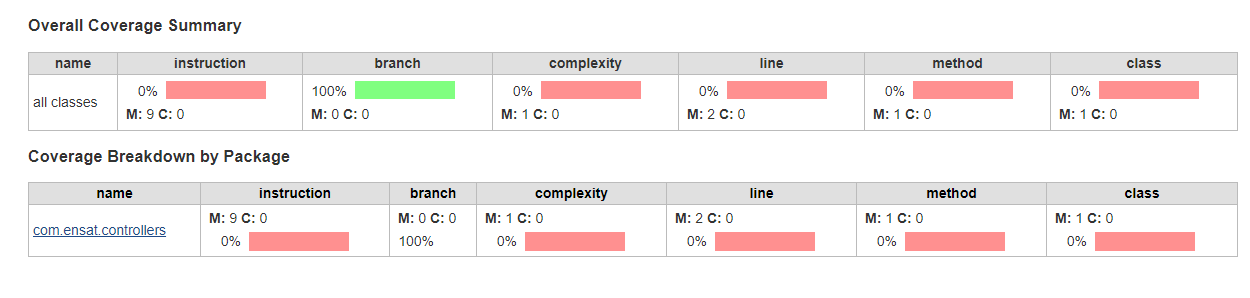 Overall Coverage Summary
name instruction branch complexity line method class
all classes 0% 100% 0% 0% 0% 0%
M: 9 C: 0 M: 0 C: 0 M: 1 C: 0 M: 2 C: 0 M: 1 C: 0 M: 1 C: 0
Coverage Breakdown by Package
name instruction branch complexity line method class
com.ensat.controllers M: 9 C: 0 M: 0 C: 0 M: 1 C: 0 M: 2 C: 0 M: 1 C: 0 M: 1 C: 0
0% 100% 0% 0% 0% 0%